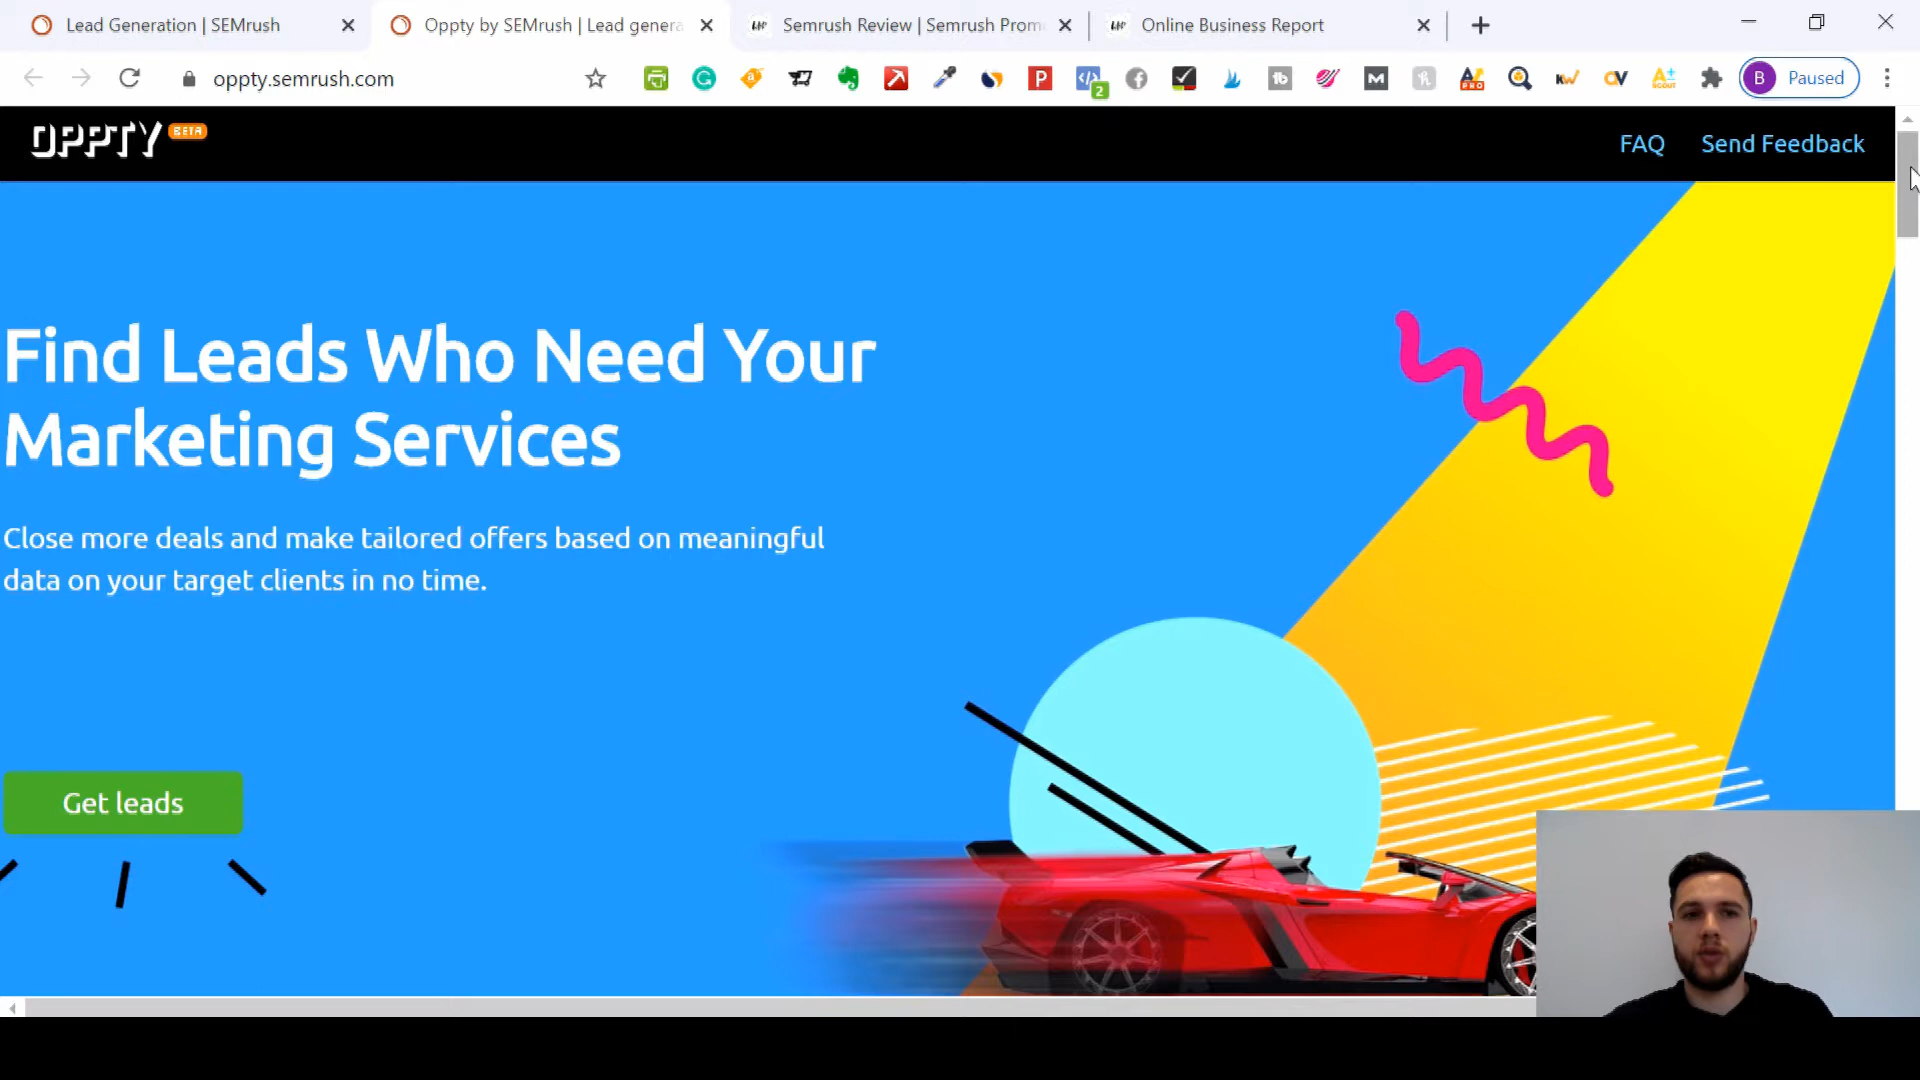 Lead Generation | SEMrush
Oppty by SEMrush | Lead genera
Semrush Review | Semrush Prom
Online Business Report
oppty.semrush.com
2
B Paused
OPPTY BETA
FAQ
Send Feedback
Find Leads Who Need Your
Marketing Services
Close more deals and make tailored offers based on meaningful
data on your target clients in no time.
Get leads